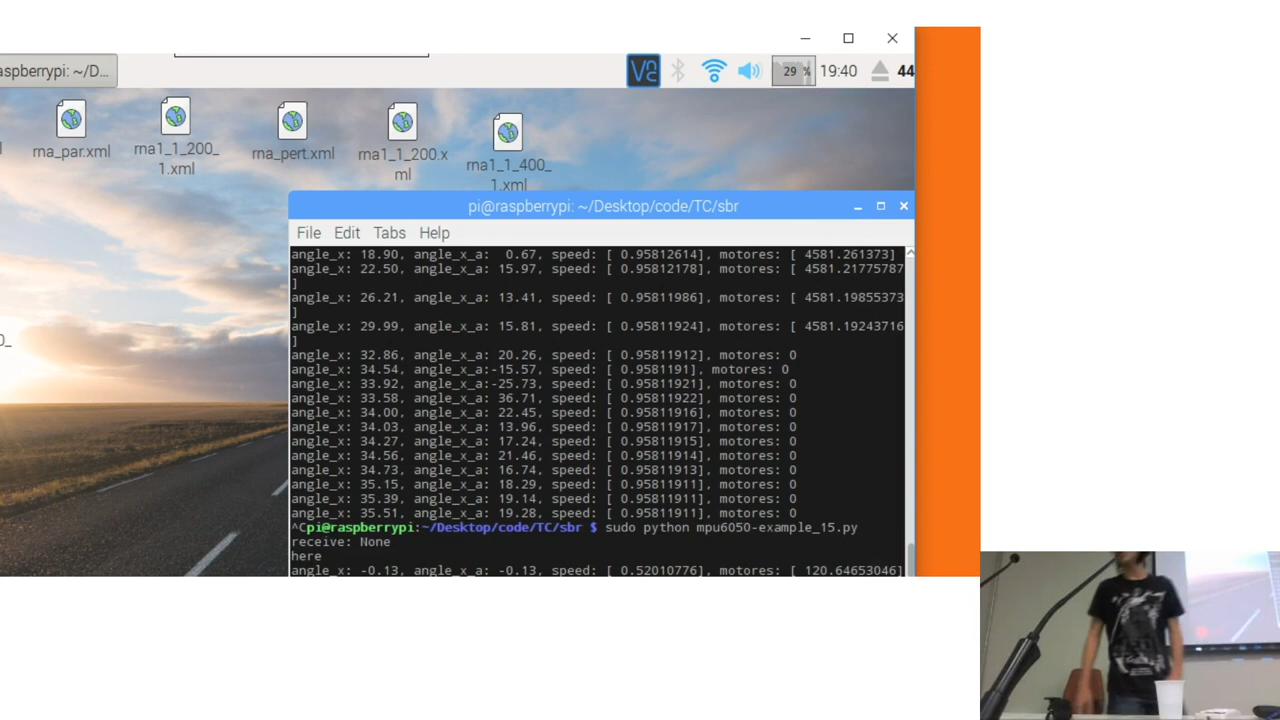 aspberrypi: ~/D...
29 %
19:40
44
rna_par.xml
rna1_1_200_
1.xml
rna_pert.xml
rna1_1_200.x
ml
rna1_1_400_
1.xml
pi@raspberrypi: ~/Desktop/code/TC/sbr
File Edit Tabs Help
angle_x: 18.90, angle_x_a:  0.67, speed: [ 0.95812614], motores: [ 4581.261373]
angle_x: 22.50, angle_x_a: 15.97, speed: [ 0.95812178], motores: [ 4581.21775787
]
angle_x: 26.21, angle_x_a: 13.41, speed: [ 0.95811986], motores: [ 4581.19855373
]
angle_x: 29.99, angle_x_a: 15.81, speed: [ 0.95811924], motores: [ 4581.19243716
]
angle_x: 32.86, angle_x_a: 20.26, speed: [ 0.95811912], motores: 0
angle_x: 34.54, angle_x_a:-15.57, speed: [ 0.9581191], motores: 0
angle_x: 33.92, angle_x_a:-25.73, speed: [ 0.95811921], motores: 0
angle_x: 33.58, angle_x_a: 36.71, speed: [ 0.95811922], motores: 0
angle_x: 34.00, angle_x_a: 22.45, speed: [ 0.95811916], motores: 0
angle_x: 34.03, angle_x_a: 13.96, speed: [ 0.95811917], motores: 0
angle_x: 34.27, angle_x_a: 17.24, speed: [ 0.95811915], motores: 0
angle_x: 34.56, angle_x_a: 21.46, speed: [ 0.95811914], motores: 0
angle_x: 34.73, angle_x_a: 16.74, speed: [ 0.95811913], motores: 0
angle_x: 35.15, angle_x_a: 18.29, speed: [ 0.95811911], motores: 0
angle_x: 35.39, angle_x_a: 19.14, speed: [ 0.95811911], motores: 0
angle_x: 35.51, angle_x_a: 19.28, speed: [ 0.95811911], motores: 0
^Cpi@raspberrypi:~/Desktop/code/TC/sbr $ sudo python mpu6050-example_15.py
receive: None
here
angle_x: -0.13, angle_x_a: -0.13, speed: [ 0.52010776], motores: [ 120.64653046]